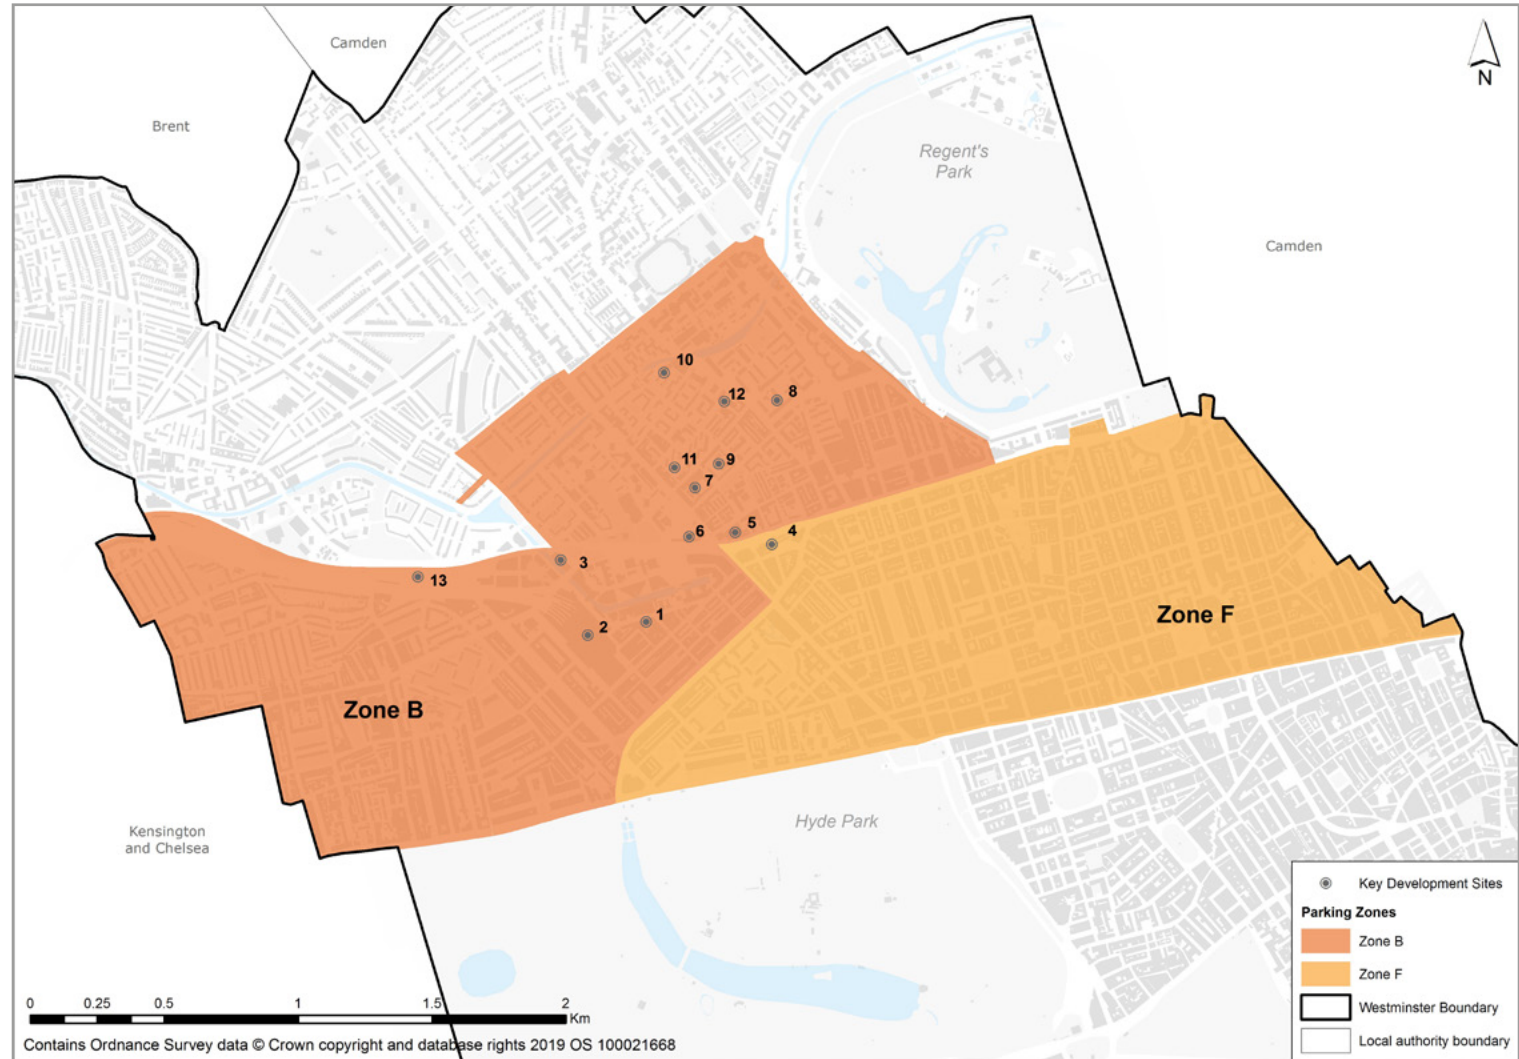 Camden
Brent
N
Regent's
Park
Camden
10
12
8
11
9
7
6
5
4
3
13
1
2
Zone F
Zone B
Hyde Park
Kensington
and Chelsea
Key Development Sites
Parking Zones
Zone B
Zone F
Westminster Boundary
Local authority boundary
0 0.25 0.5 1 1.5 2
Km
Contains Ordnance Survey data © Crown copyright and database rights 2019 OS 100021668